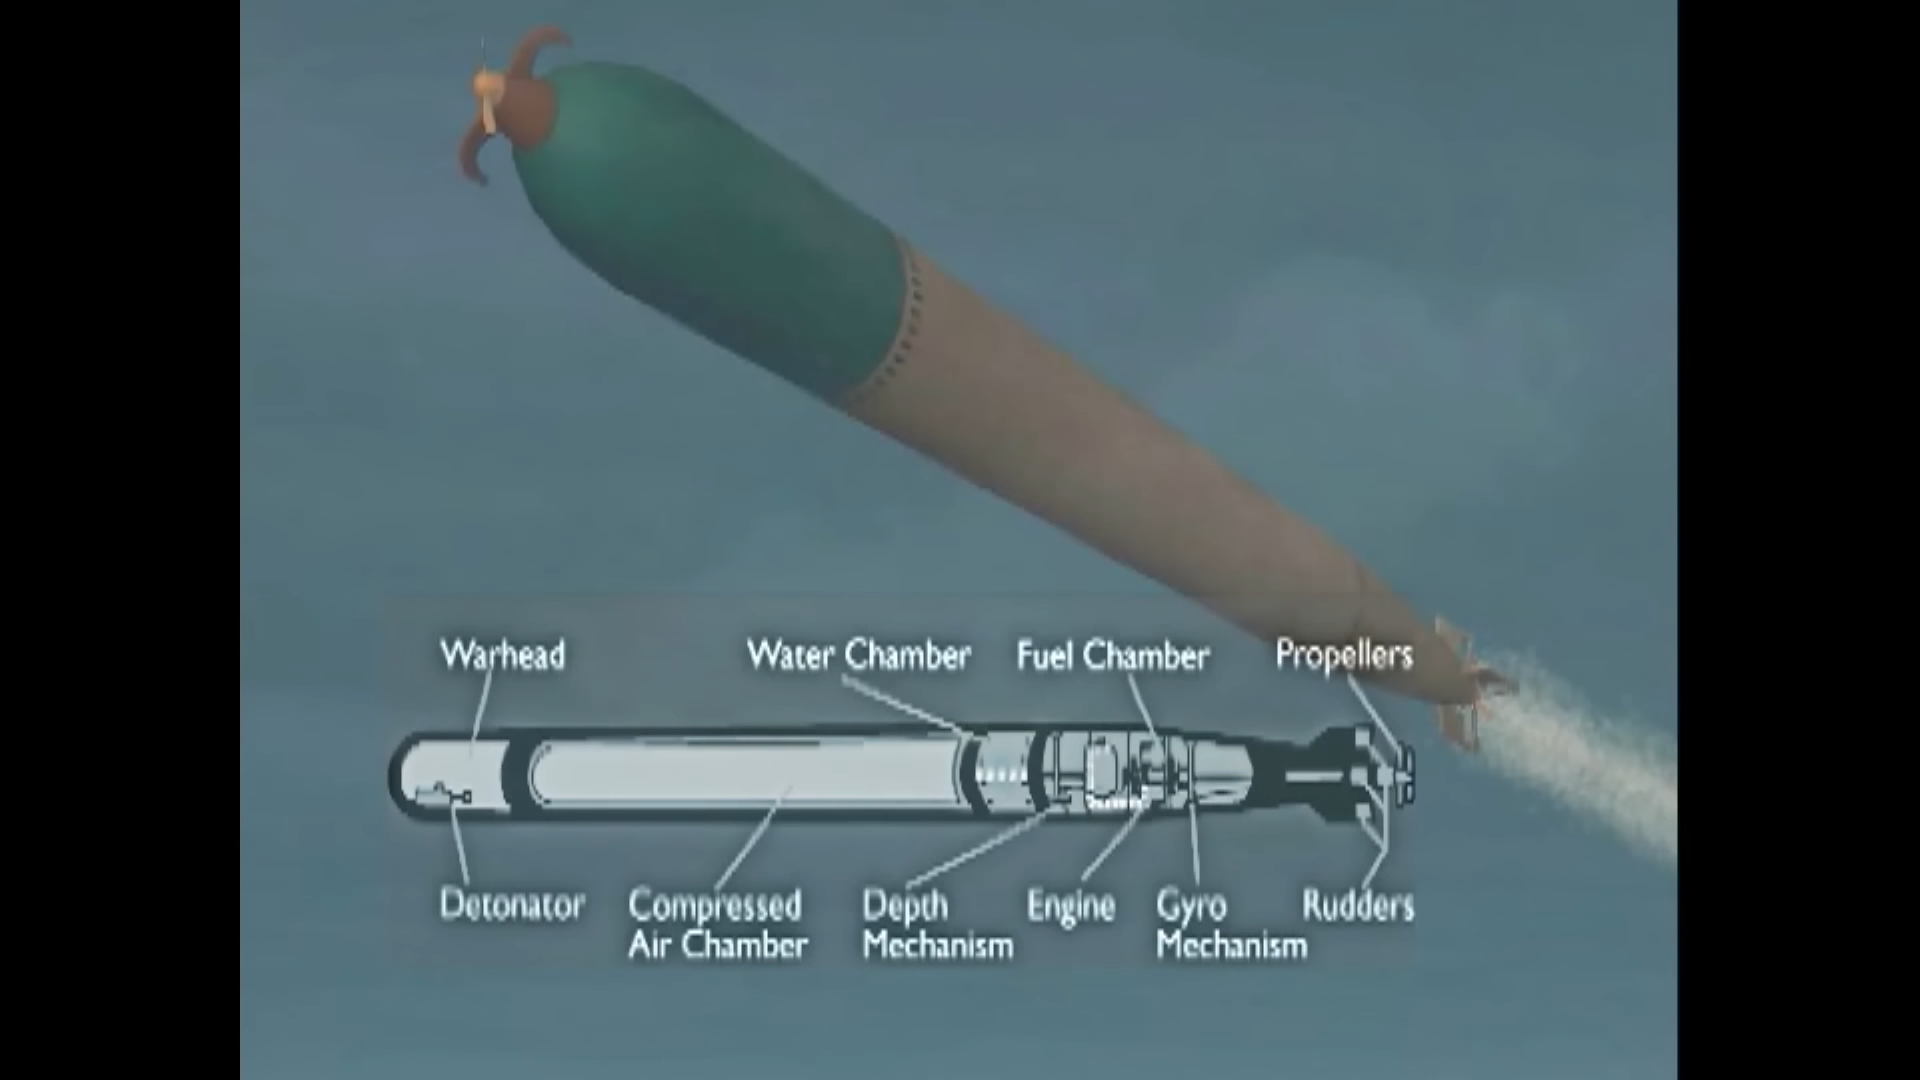 Warhead
Water Chamber
Fuel Chamber
Propellers
Detonator
Compressed
Air Chamber
Depth
Mechanism
Engine
Gyro
Mechanism
Rudders